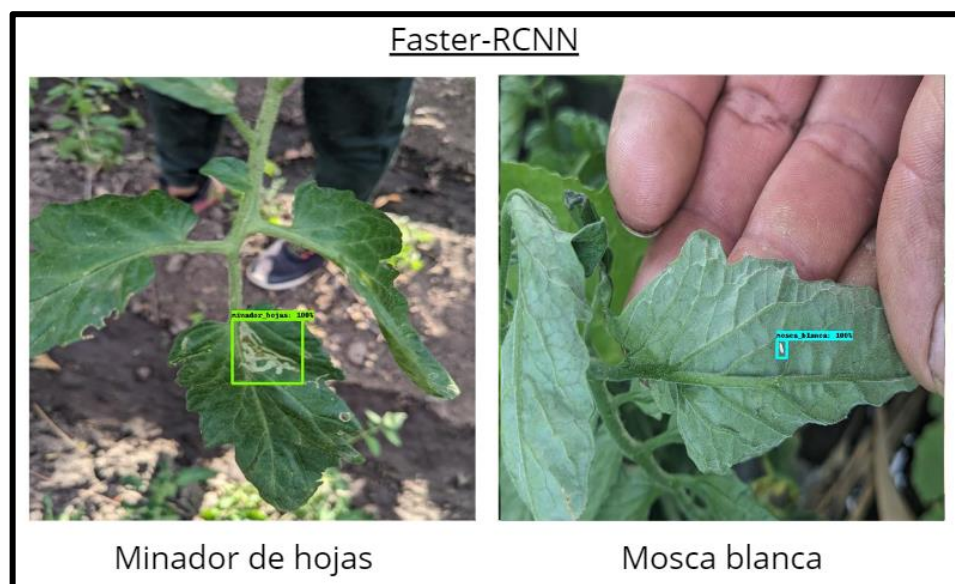 Faster-RCNN
minador_hojas: 100%
mosca_blanca: 100%
Minador de hojas
Mosca blanca